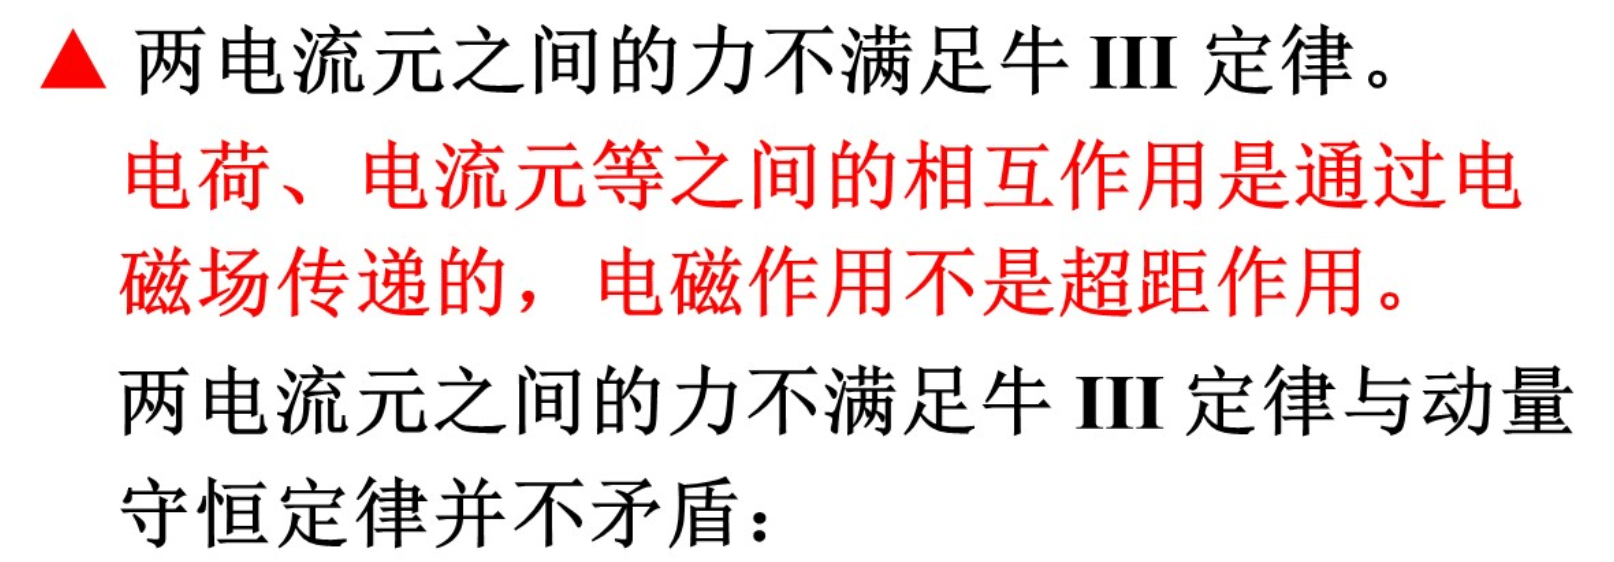 ▲ 两电流元之间的力不满足牛 III 定律。
电荷、电流元等之间的相互作用是通过电
磁场传递的，电磁作用不是超距作用。
两电流元之间的力不满足牛 III 定律与动量
守恒定律并不矛盾：